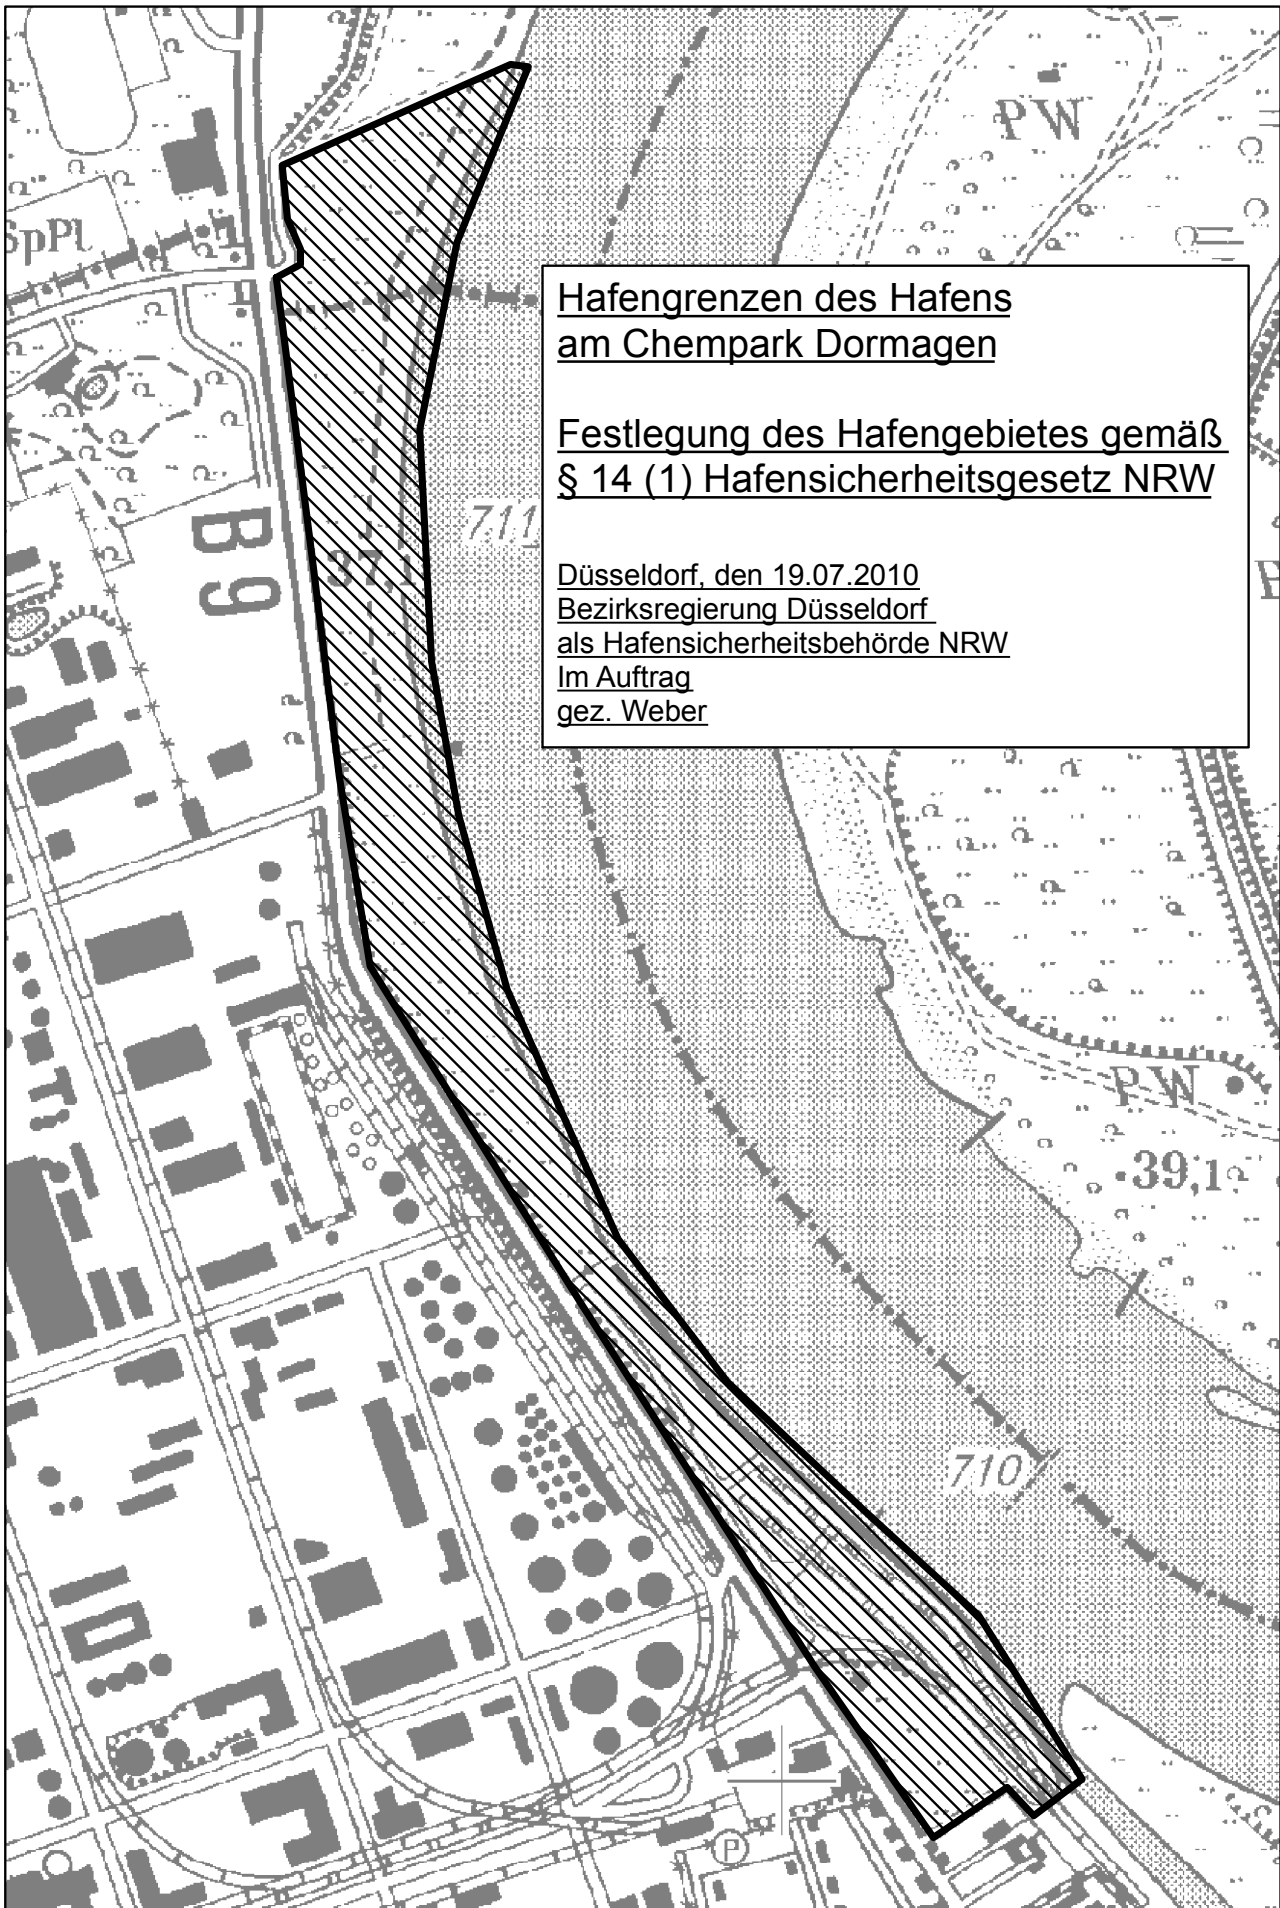 PW
SpPl
Hafengrenzen des Hafens
am Chempark Dormagen
Festlegung des Hafengebietes gemäß
§ 14 (1) Hafensicherheitsgesetz NRW
Düsseldorf, den 19.07.2010
Bezirksregierung Düsseldorf
als Hafensicherheitsbehörde NRW
Im Auftrag
gez. Weber
B 9
711
37,1
PW
39,1
710
P